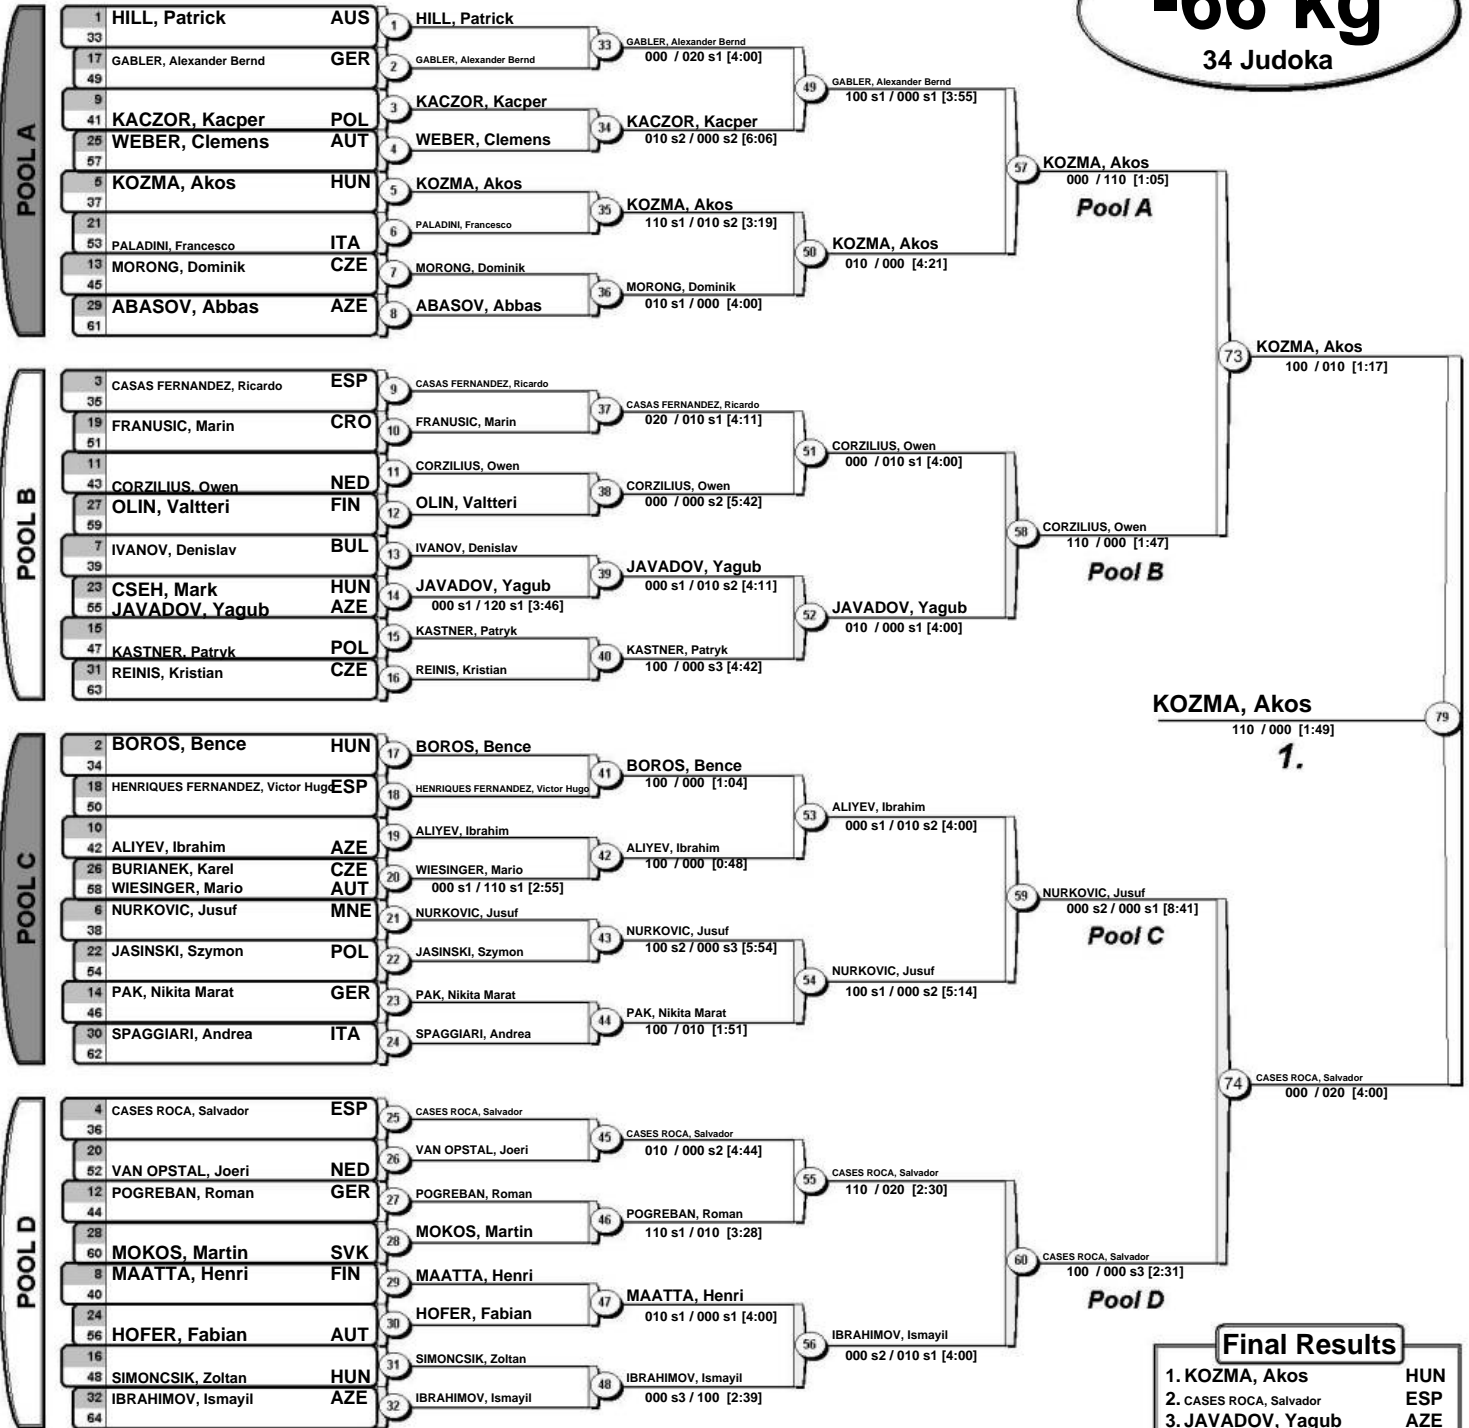 -66 kg
34 Judoka
POOL A
1 HILL, Patrick AUS
33
17 GABLER, Alexander Bernd GER
49
9
41 KACZOR, Kacper POL
25 WEBER, Clemens AUT
57
5 KOZMA, Akos HUN
37
21
53 PALADINI, Francesco ITA
13 MORONG, Dominik CZE
45
29 ABASOV, Abbas AZE
61
1 HILL, Patrick
2 GABLER, Alexander Bernd
3 KACZOR, Kacper
4 WEBER, Clemens
5 KOZMA, Akos
6 PALADINI, Francesco
7 MORONG, Dominik
8 ABASOV, Abbas
33 GABLER, Alexander Bernd
000 / 020 s1 [4:00]
34 KACZOR, Kacper
010 s2 / 000 s2 [6:06]
35 KOZMA, Akos
110 s1 / 010 s2 [3:19]
36 MORONG, Dominik
010 s1 / 000 [4:00]
49 GABLER, Alexander Bernd
100 s1 / 000 s1 [3:55]
50 KOZMA, Akos
010 / 000 [4:21]
57 KOZMA, Akos
000 / 110 [1:05]
Pool A
POOL B
3 CASAS FERNANDEZ, Ricardo ESP
35
19 FRANUSIC, Marin CRO
51
11
43 CORZILIUS, Owen NED
27 OLIN, Valtteri FIN
59
7 IVANOV, Denislav BUL
39
23 CSEH, Mark HUN
55 JAVADOV, Yagub AZE
15
47 KASTNER, Patryk POL
31 REINIS, Kristian CZE
63
9 CASAS FERNANDEZ, Ricardo
10 FRANUSIC, Marin
11 CORZILIUS, Owen
12 OLIN, Valtteri
13 IVANOV, Denislav
14 JAVADOV, Yagub
000 s1 / 120 s1 [3:46]
15 KASTNER, Patryk
16 REINIS, Kristian
37 CASAS FERNANDEZ, Ricardo
020 / 010 s1 [4:11]
38 CORZILIUS, Owen
000 / 000 s2 [5:42]
39 JAVADOV, Yagub
000 s1 / 010 s2 [4:11]
40 KASTNER, Patryk
100 / 000 s3 [4:42]
51 CORZILIUS, Owen
000 / 010 s1 [4:00]
52 JAVADOV, Yagub
010 / 000 s1 [4:00]
58 CORZILIUS, Owen
110 / 000 [1:47]
Pool B
73 KOZMA, Akos
100 / 010 [1:17]
KOZMA, Akos 79
110 / 000 [1:49]
1.
POOL C
2 BOROS, Bence HUN
34
18 HENRIQUES FERNANDEZ, Victor Hugo ESP
50
10
42 ALIYEV, Ibrahim AZE
26 BURIANEK, Karel CZE
58 WIESINGER, Mario AUT
6 NURKOVIC, Jusuf MNE
38
22 JASINSKI, Szymon POL
54
14 PAK, Nikita Marat GER
46
30 SPAGGIARI, Andrea ITA
62
17 BOROS, Bence
18 HENRIQUES FERNANDEZ, Victor Hugo
19 ALIYEV, Ibrahim
20 WIESINGER, Mario
000 s1 / 110 s1 [2:55]
21 NURKOVIC, Jusuf
22 JASINSKI, Szymon
23 PAK, Nikita Marat
24 SPAGGIARI, Andrea
41 BOROS, Bence
100 / 000 [1:04]
42 ALIYEV, Ibrahim
100 / 000 [0:48]
43 NURKOVIC, Jusuf
100 s2 / 000 s3 [5:54]
44 PAK, Nikita Marat
100 / 010 [1:51]
53 ALIYEV, Ibrahim
000 s1 / 010 s2 [4:00]
54 NURKOVIC, Jusuf
100 s1 / 000 s2 [5:14]
59 NURKOVIC, Jusuf
000 s2 / 000 s1 [8:41]
Pool C
POOL D
4 CASES ROCA, Salvador ESP
36
20
52 VAN OPSTAL, Joeri NED
12 POGREBAN, Roman GER
44
28
60 MOKOS, Martin SVK
8 MAATTA, Henri FIN
40
24
56 HOFER, Fabian AUT
16
48 SIMONCSIK, Zoltan HUN
32 IBRAHIMOV, Ismayil AZE
64
25 CASES ROCA, Salvador
26 VAN OPSTAL, Joeri
27 POGREBAN, Roman
28 MOKOS, Martin
29 MAATTA, Henri
30 HOFER, Fabian
31 SIMONCSIK, Zoltan
32 IBRAHIMOV, Ismayil
45 CASES ROCA, Salvador
010 / 000 s2 [4:44]
46 POGREBAN, Roman
110 s1 / 010 [3:28]
47 MAATTA, Henri
010 s1 / 000 s1 [4:00]
48 IBRAHIMOV, Ismayil
000 s3 / 100 [2:39]
55 CASES ROCA, Salvador
110 / 020 [2:30]
56 IBRAHIMOV, Ismayil
000 s2 / 010 s1 [4:00]
60 CASES ROCA, Salvador
100 / 000 s3 [2:31]
Pool D
74 CASES ROCA, Salvador
000 / 020 [4:00]
Final Results
1. KOZMA, Akos HUN
2. CASES ROCA, Salvador ESP
3. JAVADOV, Yagub AZE